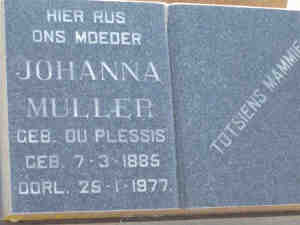 HIER RUS
ONS MOEDER
JOHANNA
MULLER
GEB. DU PLESSIS
GEB. 7-3-1885
OORL. 25-1-1977.
TOTSIENS MAMMIE